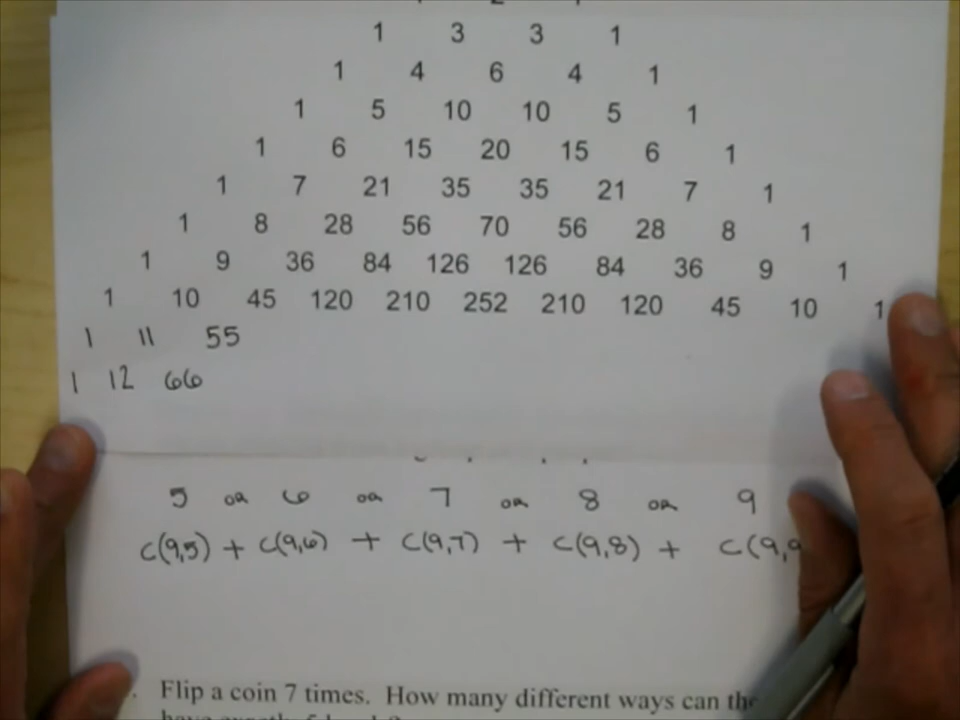 1 3 3 1
1 4 6 4 1
1 5 10 10 5 1
1 6 15 20 15 6 1
1 7 21 35 35 21 7 1
1 8 28 56 70 56 28 8 1
1 9 36 84 126 126 84 36 9 1
1 10 45 120 210 252 210 120 45 10 1
1 11 55
1 12 66
5 or 6 or 7 or 8 or 9
C(9,5) + C(9,6) + C(9,7) + C(9,8) + C(9,9
Flip a coin 7 times. How many different ways can the